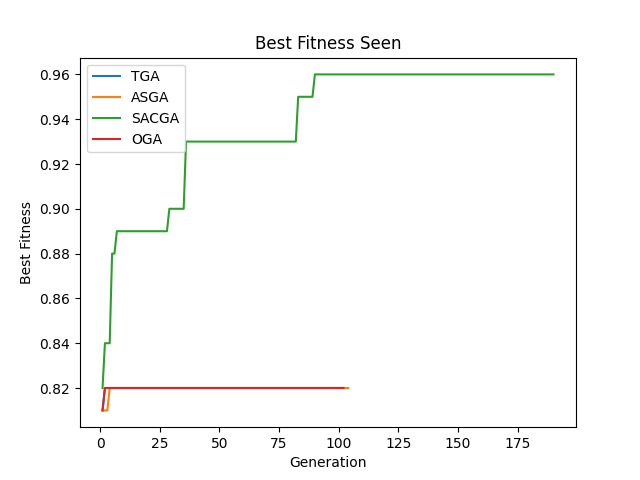 Best Fitness Seen
TGA
ASGA
SACGA
OGA
0.96
0.94
0.92
0.90
0.88
0.86
0.84
0.82
Best Fitness
0 25 50 75 100 125 150 175
Generation